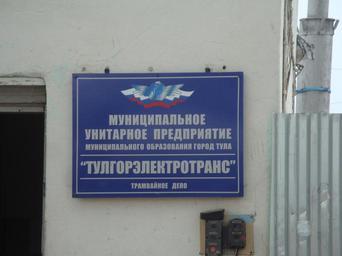 МУНИЦИПАЛЬНОЕ
УНИТАРНОЕ ПРЕДПРИЯТИЕ
МУНИЦИПАЛЬНОГО ОБРАЗОВАНИЯ ГОРОД ТУЛА
"ТУЛГОРЭЛЕКТРОТРАНС"
ТРАМВАЙНОЕ ДЕПО